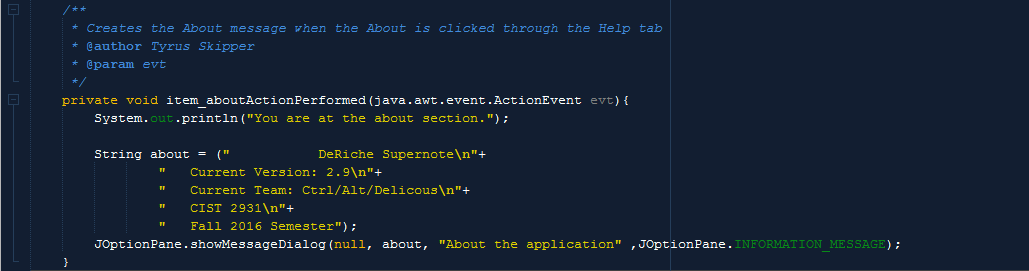 /**
 * Creates the About message when the About is clicked through the Help tab
 * @author Tyrus Skipper
 * @param evt
 */
private void item_aboutActionPerformed(java.awt.event.ActionEvent evt){
    System.out.println("You are at the about section.");
    String about = ("           DeRiche Supernote\n"+
            "   Current Version: 2.9\n"+
            "   Current Team: Ctrl/Alt/Delicous\n"+
            "   CIST 2931\n"+
            "   Fall 2016 Semester");
    JOptionPane.showMessageDialog(null, about, "About the application" ,JOptionPane.INFORMATION_MESSAGE);
}